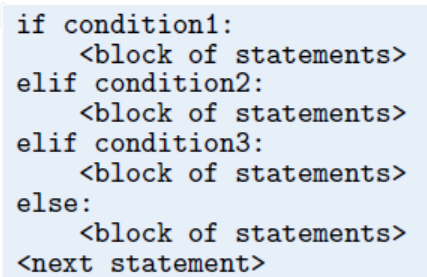 if condition1:
    <block of statements>
elif condition2:
    <block of statements>
elif condition3:
    <block of statements>
else:
    <block of statements>
<next statement>